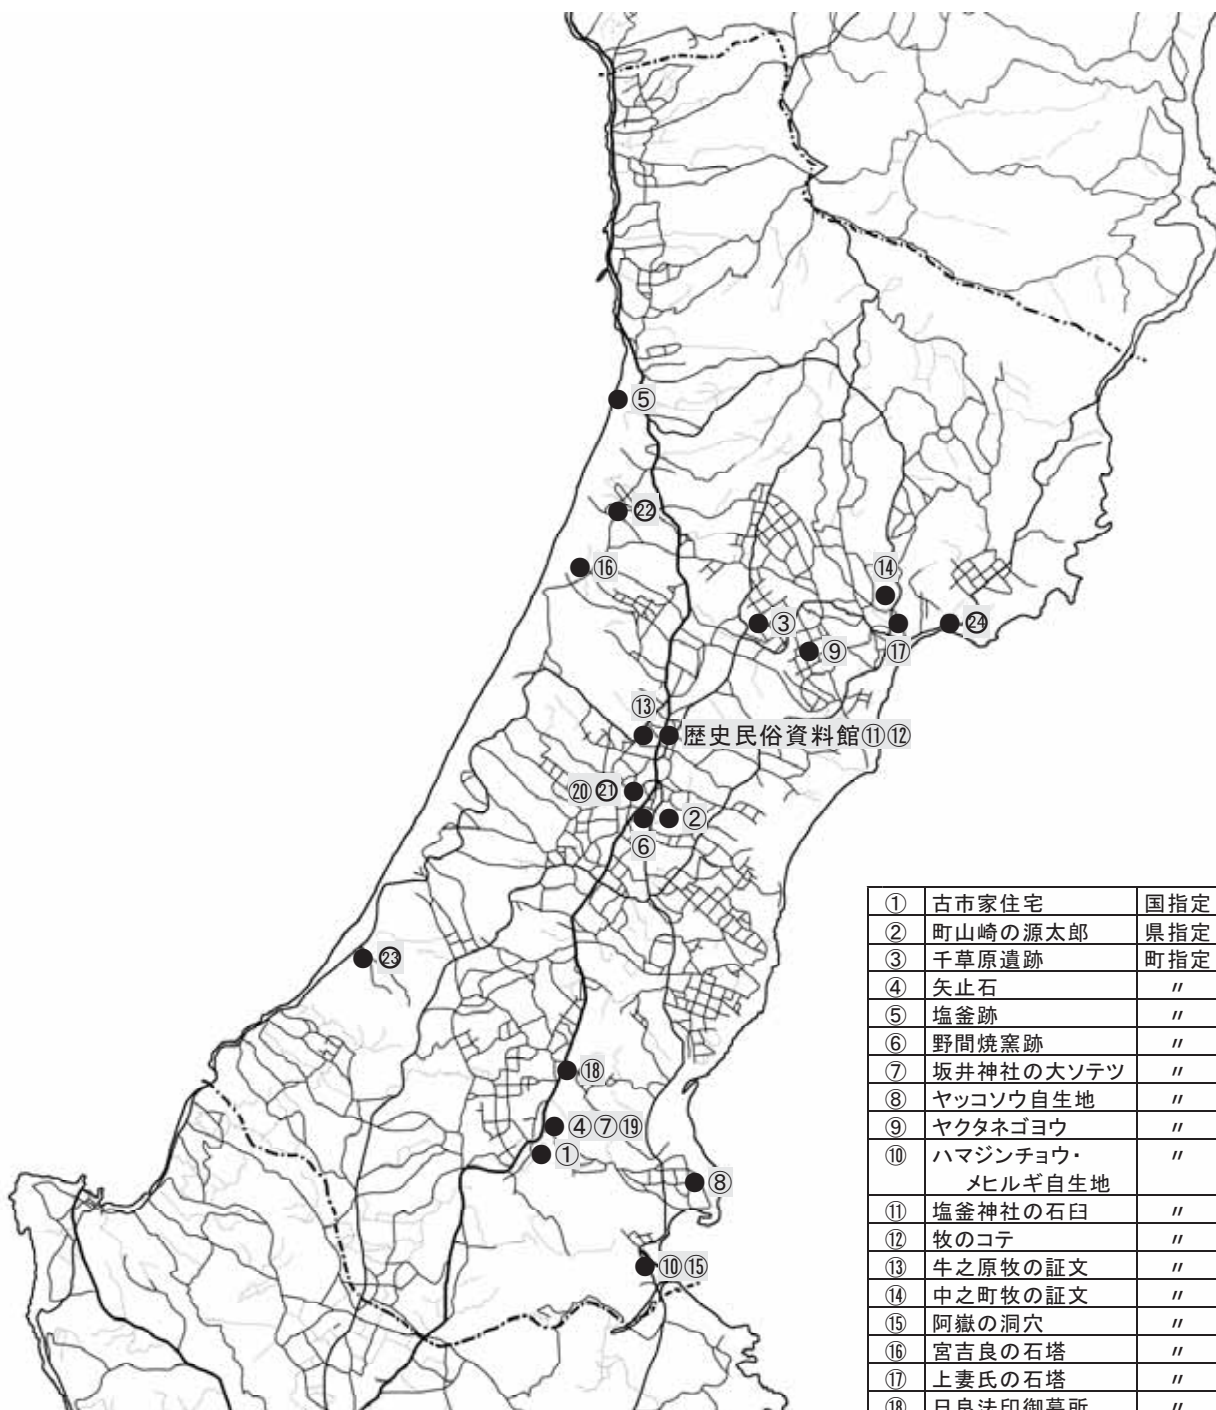 ⑤
㉒
⑯
⑭
③
㉔
⑨
⑰
⑬
歴史民俗資料館⑪⑫
⑳㉑
②
⑥
㉓
⑱
④⑦⑲
①
⑧
⑩⑮
① 古市家住宅 国指定
② 町山崎の源太郎 県指定
③ 千草原遺跡 町指定
④ 矢止石 〃
⑤ 塩釜跡 〃
⑥ 野間焼窯跡 〃
⑦ 坂井神社の大ソテツ 〃
⑧ ヤッコソウ自生地 〃
⑨ ヤクタネゴヨウ 〃
⑩ ハマジンチョウ・ 〃
メヒルギ自生地
⑪ 塩釜神社の石臼 〃
⑫ 牧のコテ 〃
⑬ 牛之原牧の証文 〃
⑭ 中之町牧の証文 〃
⑮ 阿嶽の洞穴 〃
⑯ 宮吉良の石塔 〃
⑰ 上妻氏の石塔 〃
⑱ 日良法印御墓所 〃